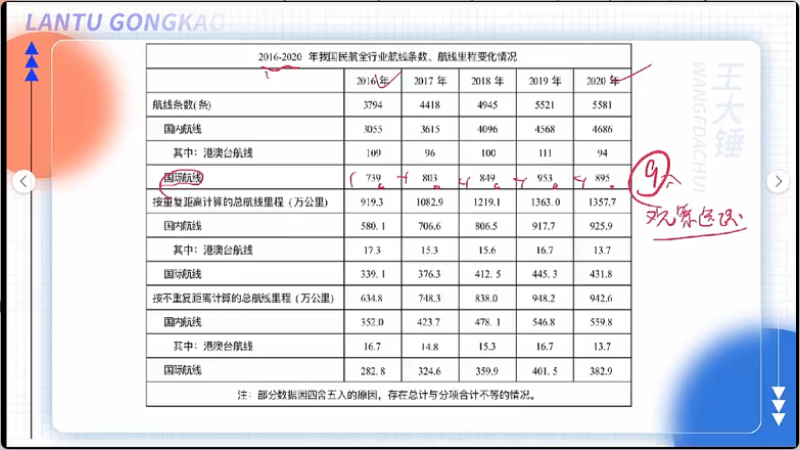 LANTU GONGKAO
2016-2020 年我国民航全行业航线条数、航线里程变化情况
2016 年 2017 年 2018 年 2019 年 2020 年
航线条数(条) 3794 4418 4945 5521 5581
国内航线 3055 3615 4096 4568 4686
其中: 港澳台航线 109 96 100 111 94
国际航线 739 803 849 953 895
按重复距离计算的总航线里程 (万公里) 919.3 1082.9 1219.1 1363.0 1357.7
国内航线 580.1 706.6 806.5 917.7 925.9
其中: 港澳台航线 17.3 15.3 15.6 16.7 13.7
国际航线 339.1 376.3 412.5 445.3 431.8
按不重复距离计算的总航线里程 (万公里) 634.8 748.3 838.0 948.2 942.6
国内航线 352.0 423.7 478.1 546.8 559.8
其中: 港澳台航线 16.7 14.8 15.3 16.7 13.7
国际航线 282.8 324.6 359.9 401.5 382.9
注: 部分数据因四舍五入的原因, 存在总计与分项合计不等的情况。
王大锤
WANGFDACHUI
9个
观察选项